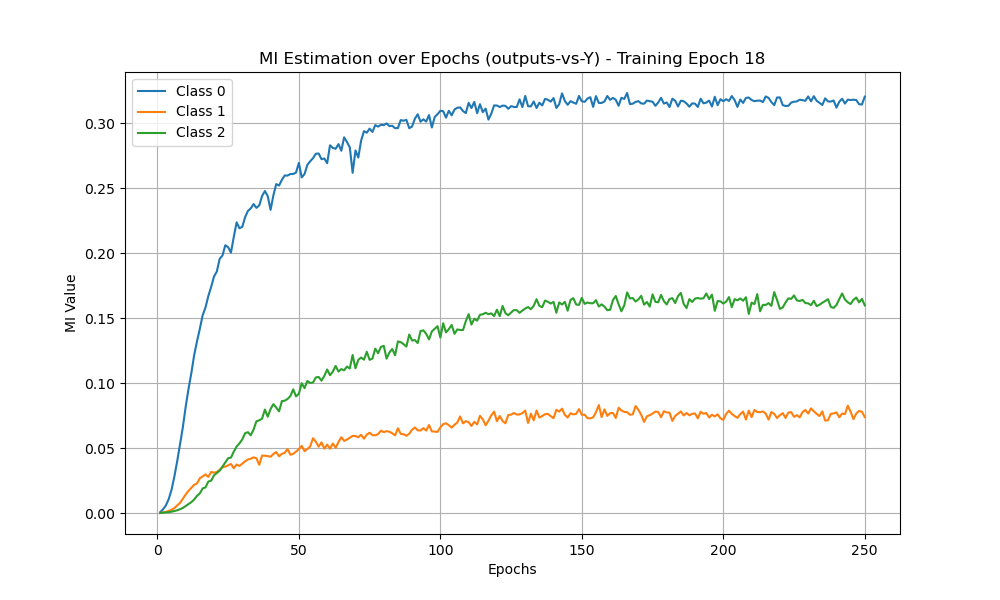 MI Estimation over Epochs (outputs-vs-Y) - Training Epoch 18
Class 0
Class 1
Class 2
MI Value
0.30
0.25
0.20
0.15
0.10
0.05
0.00
0 50 100 150 200 250
Epochs